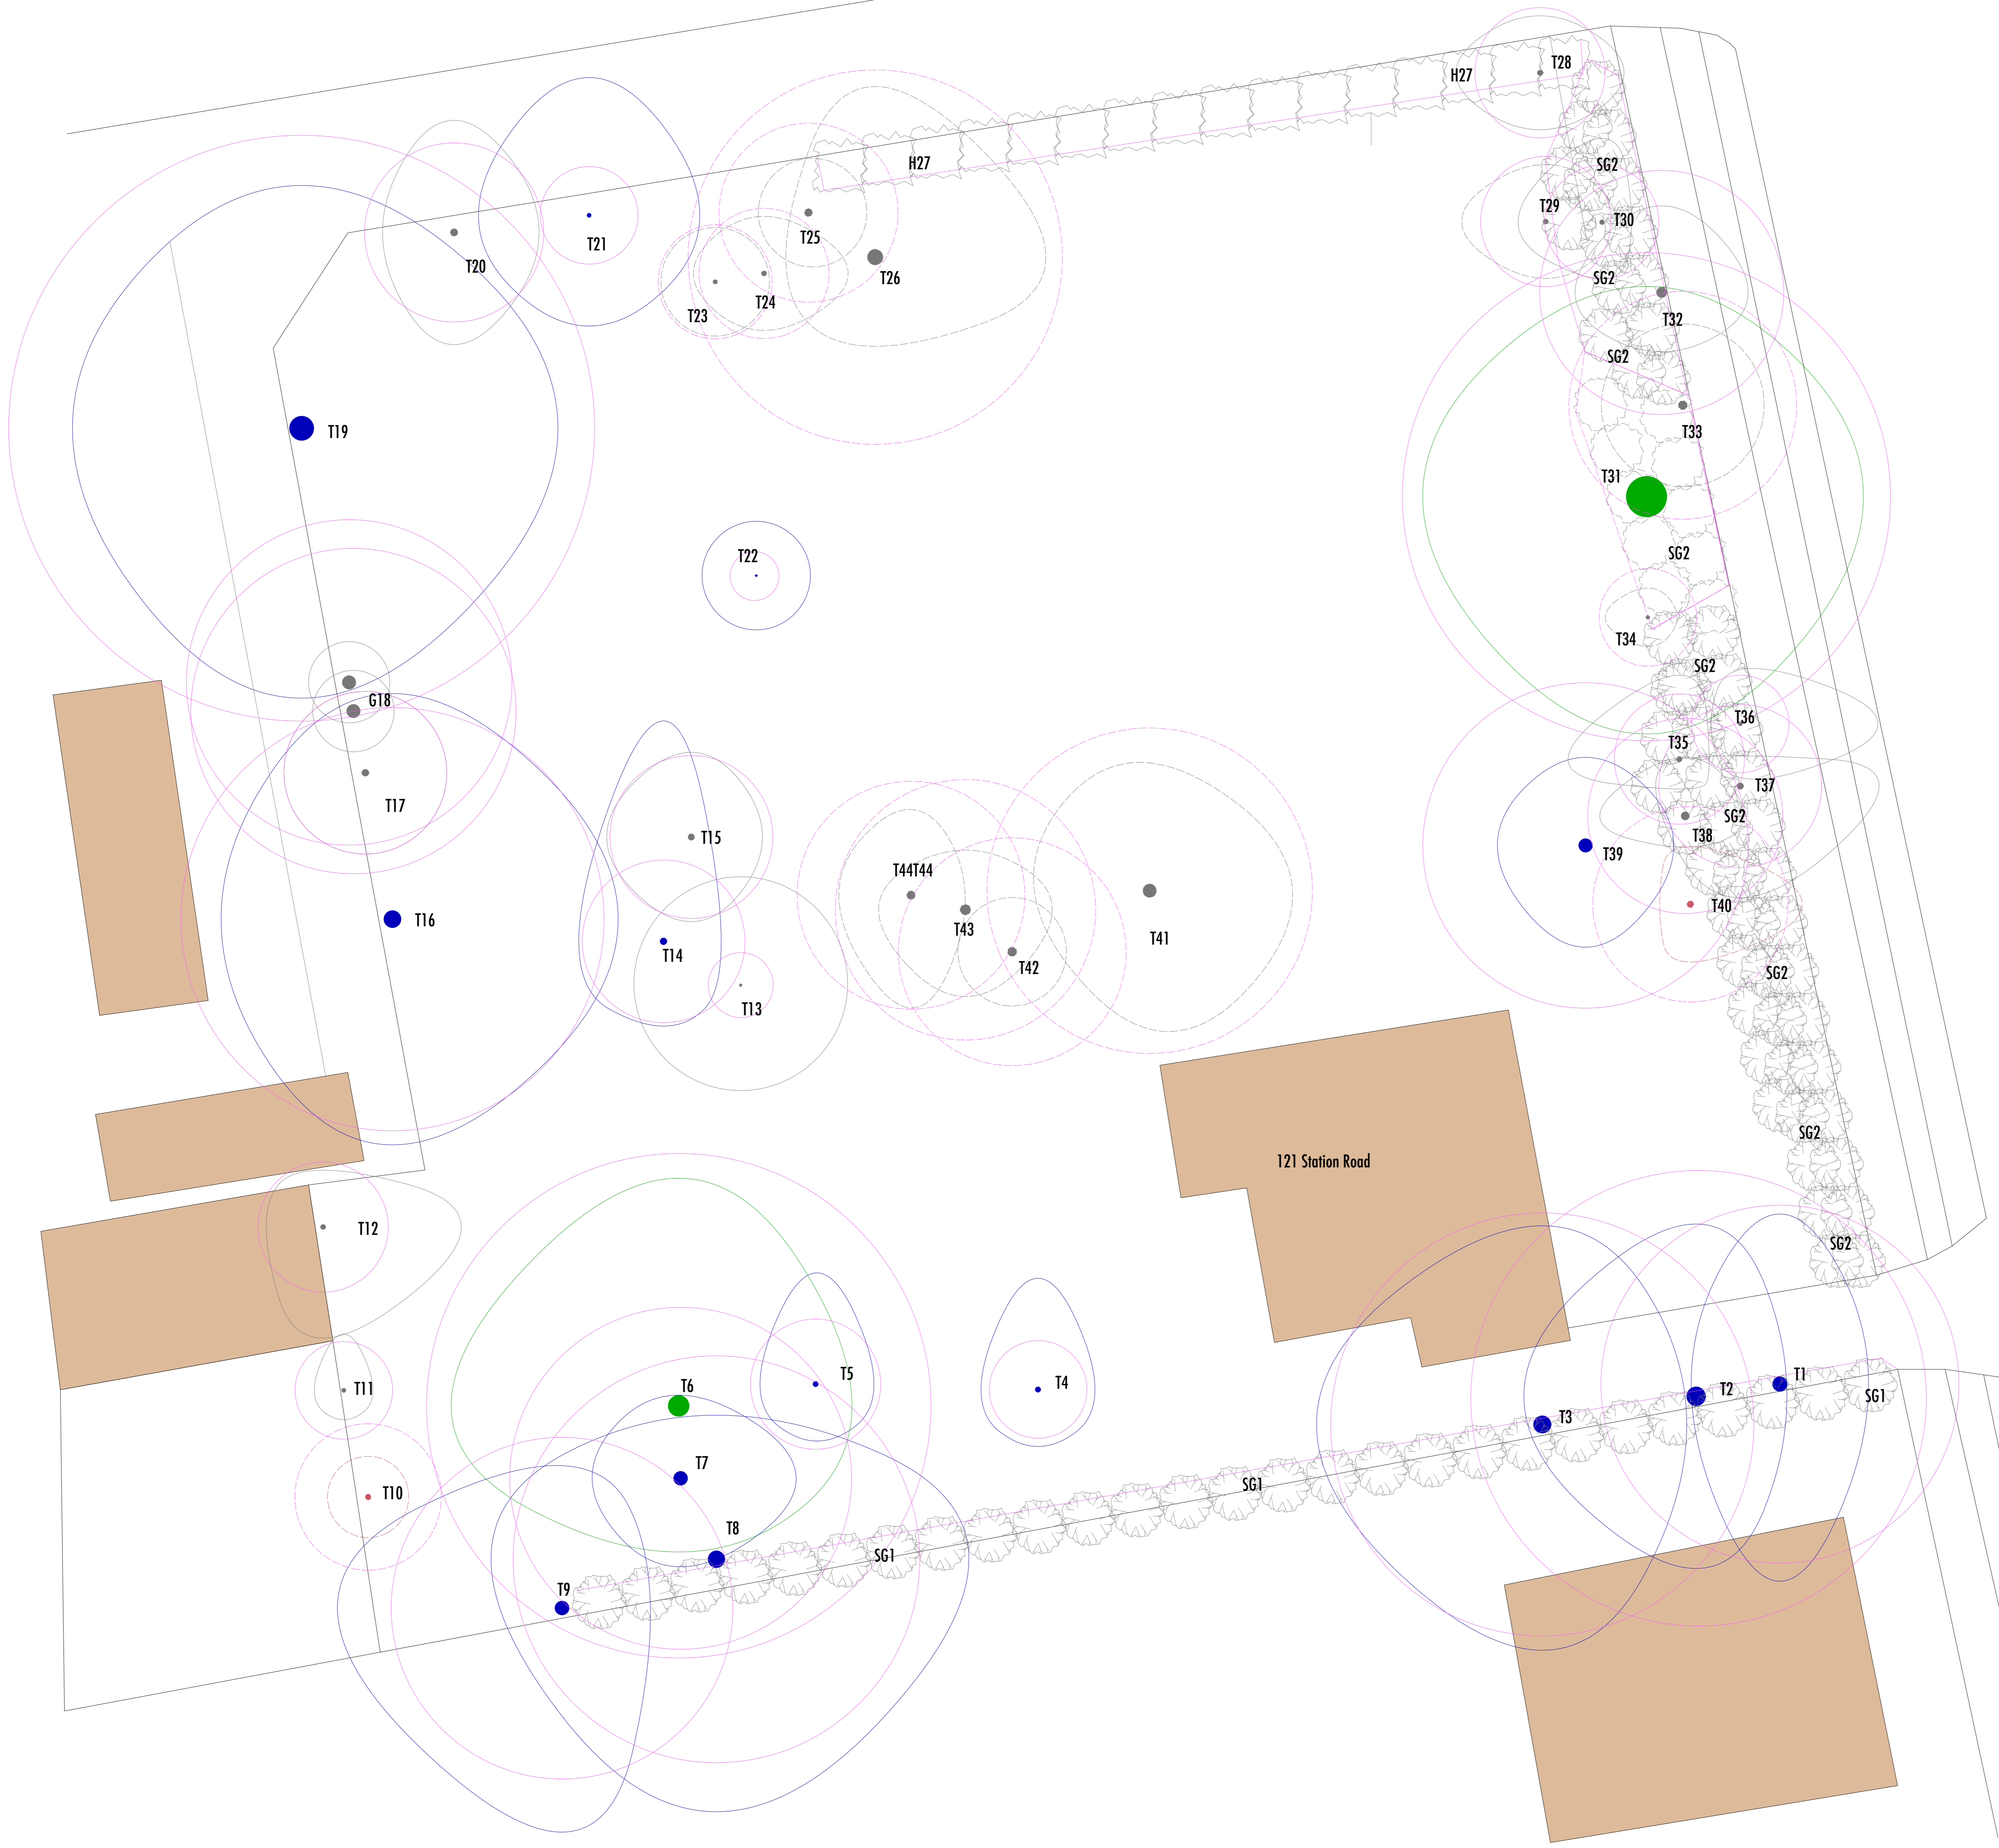 T28
H27
H27
SG2
T29
T30
T25
T21
T20
T26
SG2
T24
T23
T32
SG2
T19
T33
T31
SG2
T22
T34
SG2
G18
T36
T35
T37
T17
SG2
T38
T15
T39
T44T44
T40
T16
T43
T41
T14
T42
SG2
T13
SG2
121 Station Road
T12
SG2
T5
T1
T4
T6
T11
T2
SG1
T3
T7
SG1
T10
T8
SG1
T9